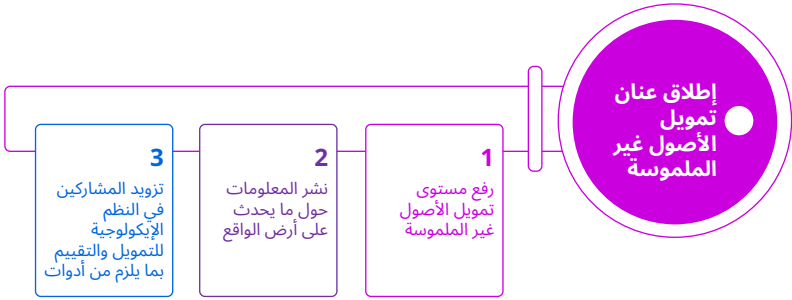 إطلاق عنان
تمويل
الأصول غير
الملموسة
1
رفع مستوى
تمويل الأصول
غير الملموسة
2
نشر المعلومات
حول ما يحدث
على أرض الواقع
3
تزويد المشاركين
في النظم
الإيكولوجية
للتمويل والتقييم
بما يلزم من أدوات